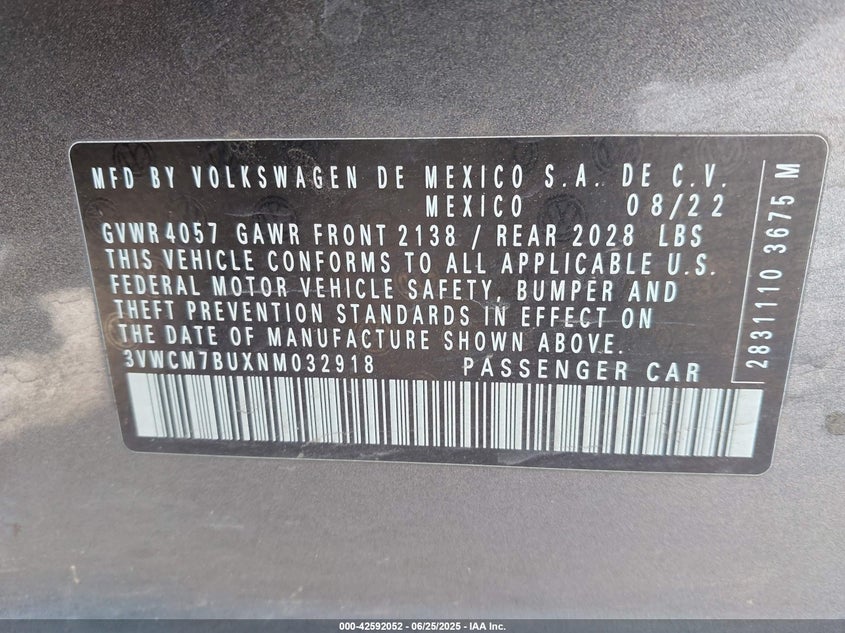 MFD BY VOLKSWAGEN DE MEXICO S.A. DE C.V.
MEXICO 08/22
GVWR 4057 GAWR FRONT 2138 / REAR 2028 LBS
THIS VEHICLE CONFORMS TO ALL APPLICABLE U.S.
FEDERAL MOTOR VEHICLE SAFETY, BUMPER AND
THEFT PREVENTION STANDARDS IN EFFECT ON
THE DATE OF MANUFACTURE SHOWN ABOVE.
3VWCM7BUXNM032918 PASSENGER CAR
2831110 3675 M
000-42592052 - 06/25/2025 - IAA Inc.